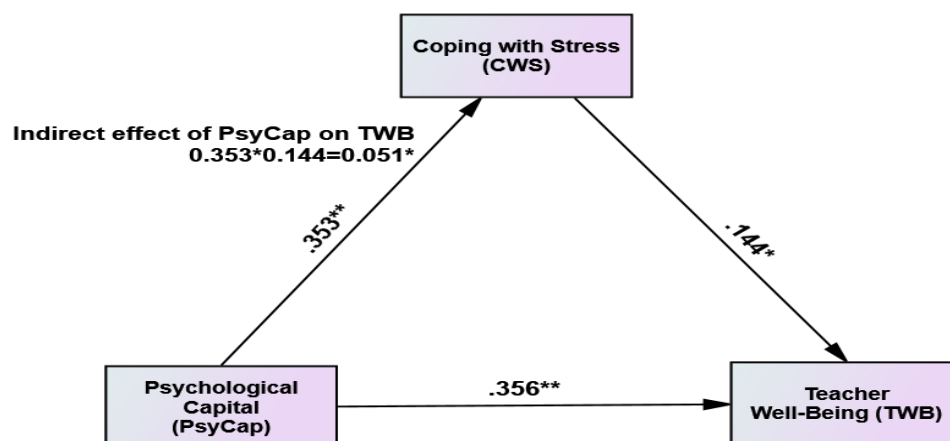 Coping with Stress
(CWS)
Indirect effect of PsyCap on TWB
0.353*0.144=0.051*
.353**
.144*
.356**
Psychological
Capital
(PsyCap)
Teacher
Well-Being (TWB)